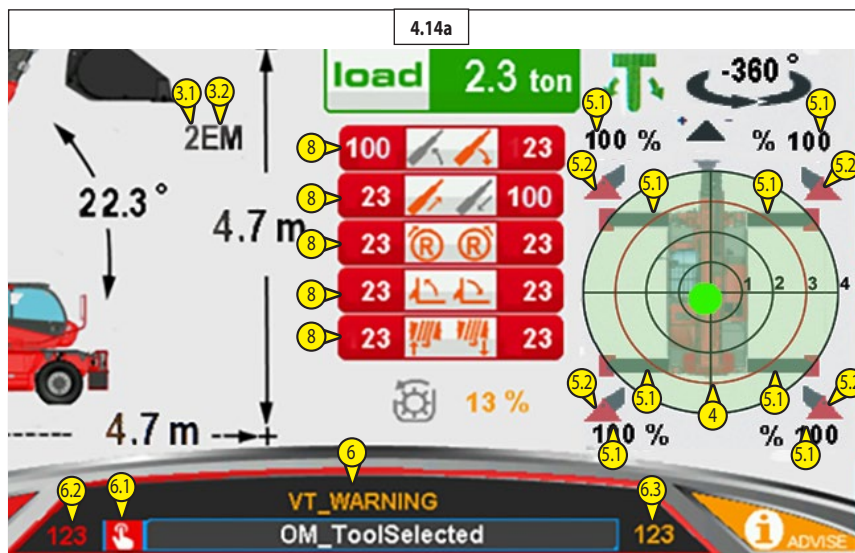 4.14a
load 2.3 ton
-360°
3.1 3.2
2EM
5.1 5.1
+ -
100 % % 100
8 100 23
5.2 5.1 5.1 5.2
22.3°
8 23 100
4.7 m
8 R R 23 23
8 23 23
1 2 3 4
8 23 23
13 %
5.2 5.1 4 5.1 5.2
4.7 m
100 % % 100
5.1 5.1
6
6.2 6.1 6.3
VT_WARNING
123 OM_ToolSelected 123
i ADVISE